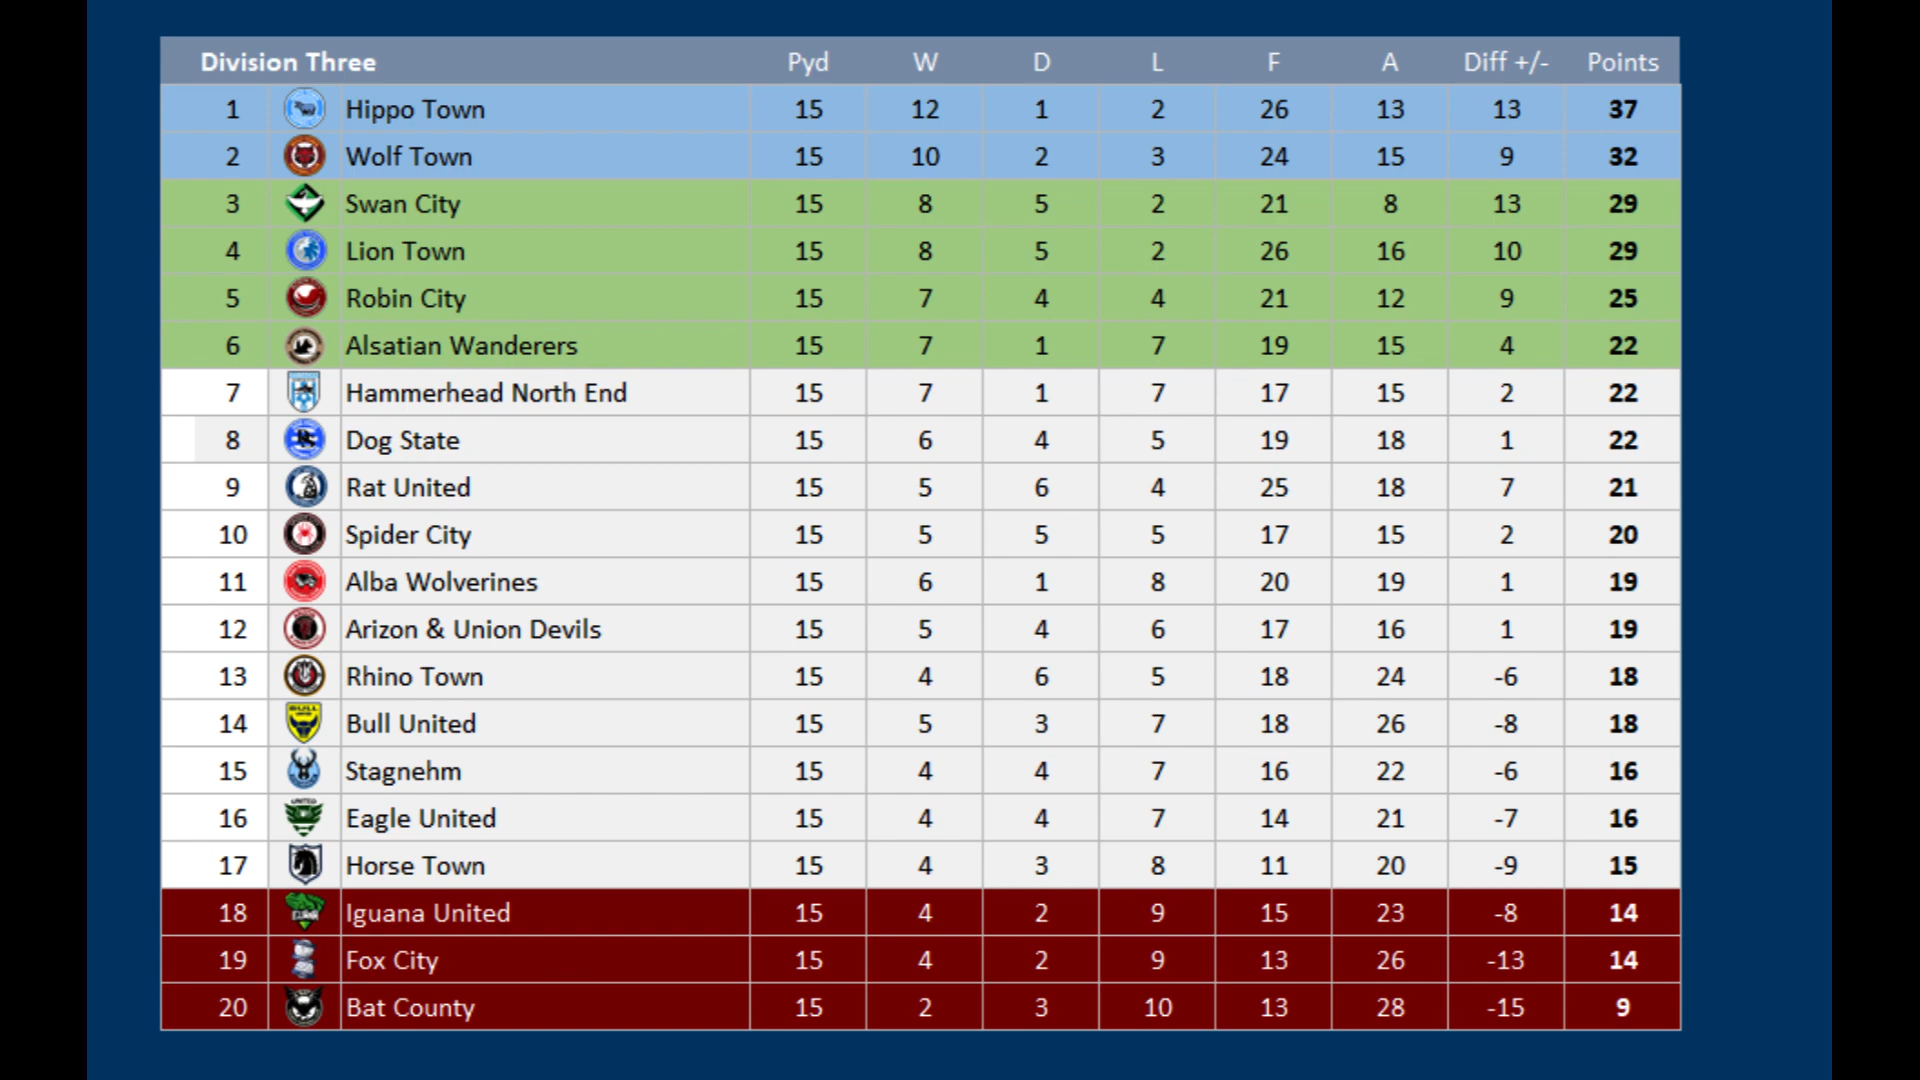 Division Three Pyd W D L F A Diff +/- Points
1 Hippo Town 15 12 1 2 26 13 13 37
2 Wolf Town 15 10 2 3 24 15 9 32
3 Swan City 15 8 5 2 21 8 13 29
4 Lion Town 15 8 5 2 26 16 10 29
5 Robin City 15 7 4 4 21 12 9 25
6 Alsatian Wanderers 15 7 1 7 19 15 4 22
7 Hammerhead North End 15 7 1 7 17 15 2 22
8 Dog State 15 6 4 5 19 18 1 22
9 Rat United 15 5 6 4 25 18 7 21
10 Spider City 15 5 5 5 17 15 2 20
11 Alba Wolverines 15 6 1 8 20 19 1 19
12 Arizon & Union Devils 15 5 4 6 17 16 1 19
13 Rhino Town 15 4 6 5 18 24 -6 18
14 BULL Bull United 15 5 3 7 18 26 -8 18
15 Stagnehm 15 4 4 7 16 22 -6 16
16 UNITED Eagle United 15 4 4 7 14 21 -7 16
17 Horse Town 15 4 3 8 11 20 -9 15
18 Iguana United 15 4 2 9 15 23 -8 14
19 Fox City 15 4 2 9 13 26 -13 14
20 Bat County 15 2 3 10 13 28 -15 9